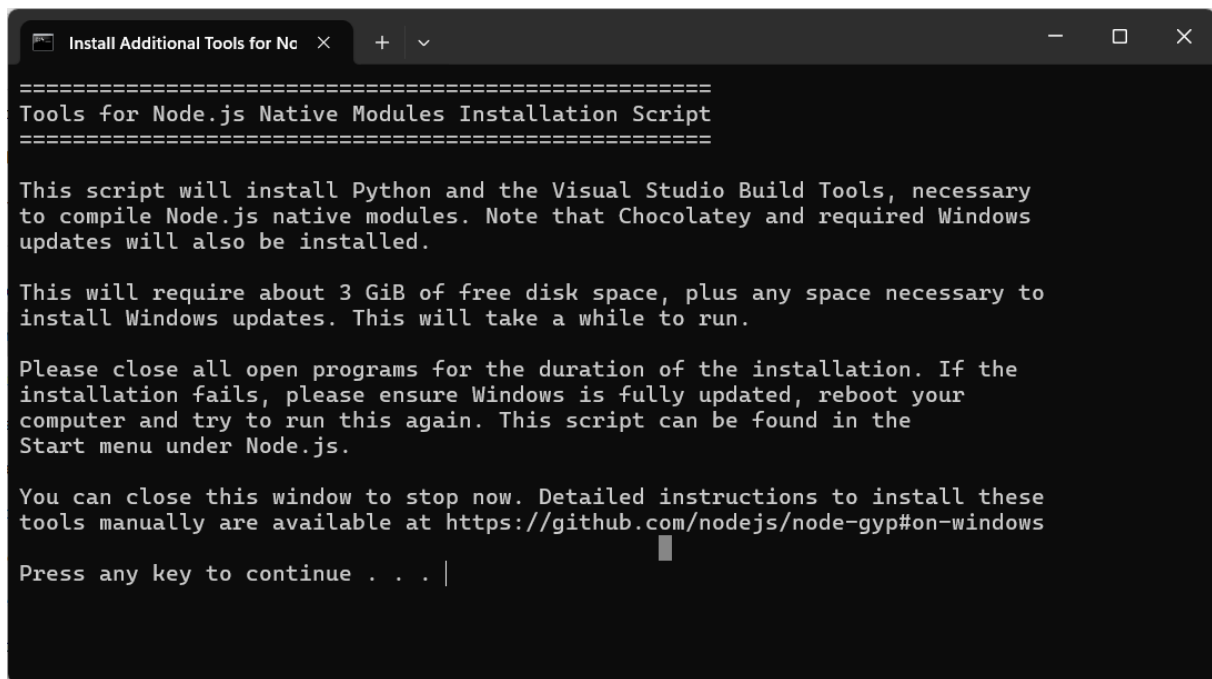 Install Additional Tools for No
====================================================
Tools for Node.js Native Modules Installation Script
====================================================
This script will install Python and the Visual Studio Build Tools, necessary
to compile Node.js native modules. Note that Chocolatey and required Windows
updates will also be installed.
This will require about 3 GiB of free disk space, plus any space necessary to
install Windows updates. This will take a while to run.
Please close all open programs for the duration of the installation. If the
installation fails, please ensure Windows is fully updated, reboot your
computer and try to run this again. This script can be found in the
Start menu under Node.js.
You can close this window to stop now. Detailed instructions to install these
tools manually are available at https://github.com/nodejs/node-gyp#on-windows
Press any key to continue . . .